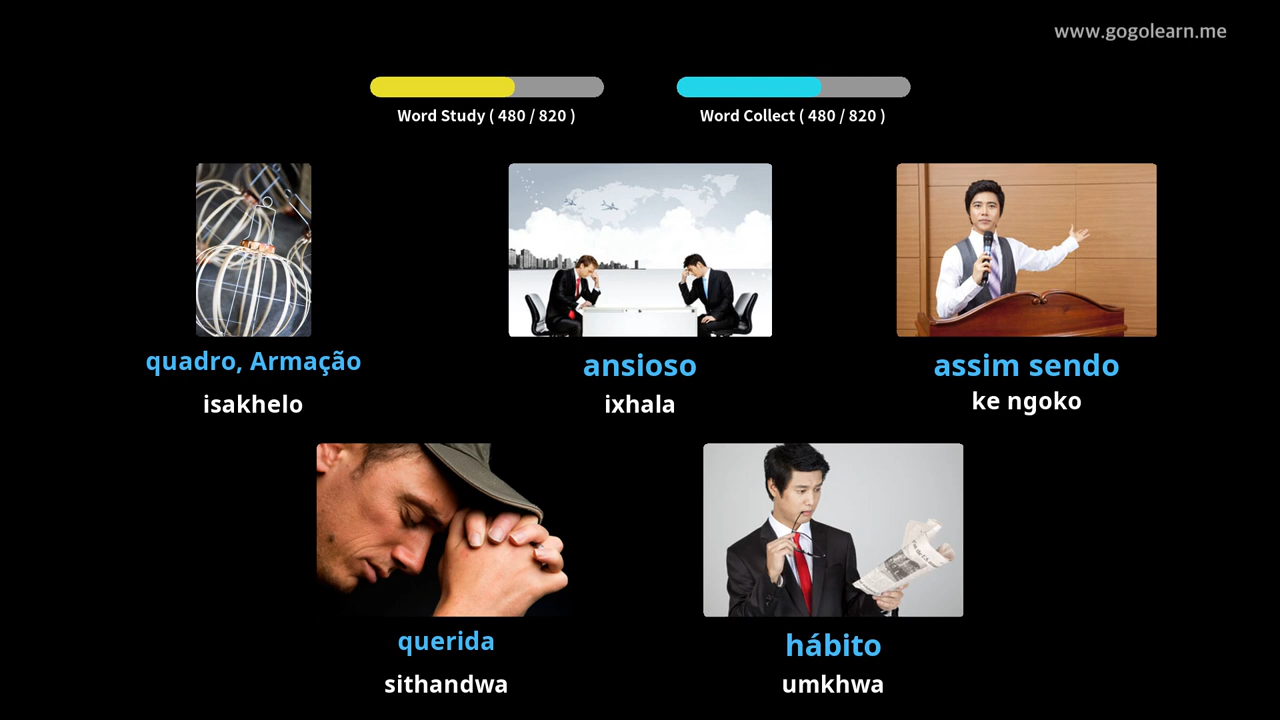 www.gogolearn.me
Word Study ( 480 / 820 )
Word Collect ( 480 / 820 )
quadro, Armação
isakhelo
ansioso
ixhala
assim sendo
ke ngoko
querida
sithandwa
hábito
umkhwa